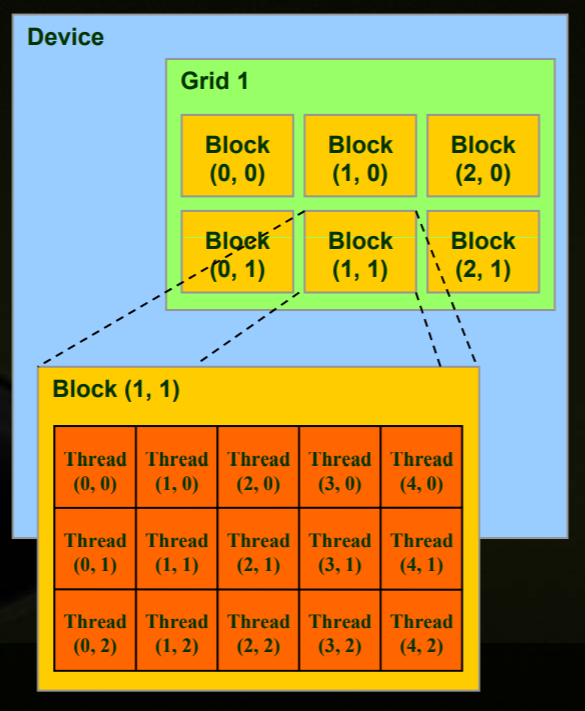 Device
Grid 1
Block
(0, 0)
Block
(1, 0)
Block
(2, 0)
Block
(0, 1)
Block
(1, 1)
Block
(2, 1)
Block (1, 1)
Thread
(0, 0)
Thread
(1, 0)
Thread
(2, 0)
Thread
(3, 0)
Thread
(4, 0)
Thread
(0, 1)
Thread
(1, 1)
Thread
(2, 1)
Thread
(3, 1)
Thread
(4, 1)
Thread
(0, 2)
Thread
(1, 2)
Thread
(2, 2)
Thread
(3, 2)
Thread
(4, 2)